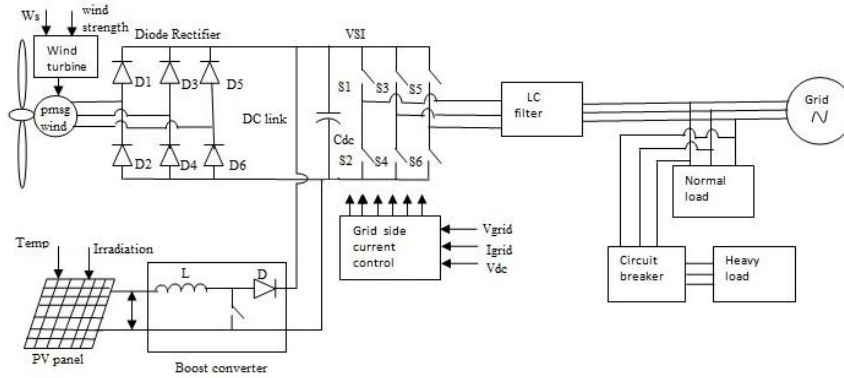 Ws
wind
strength
Wind
turbine
Diode Rectifier
VSI
D1
D3
D5
S1
S3
S5
pmsg
wind
DC link
Cdc
LC
filter
Grid
D2
D4
D6
S2
S4
S6
Normal
load
Grid side
current
control
Vgrid
Igrid
Vdc
Circuit
breaker
Heavy
load
Temp
Irradiation
L
D
PV panel
Boost converter